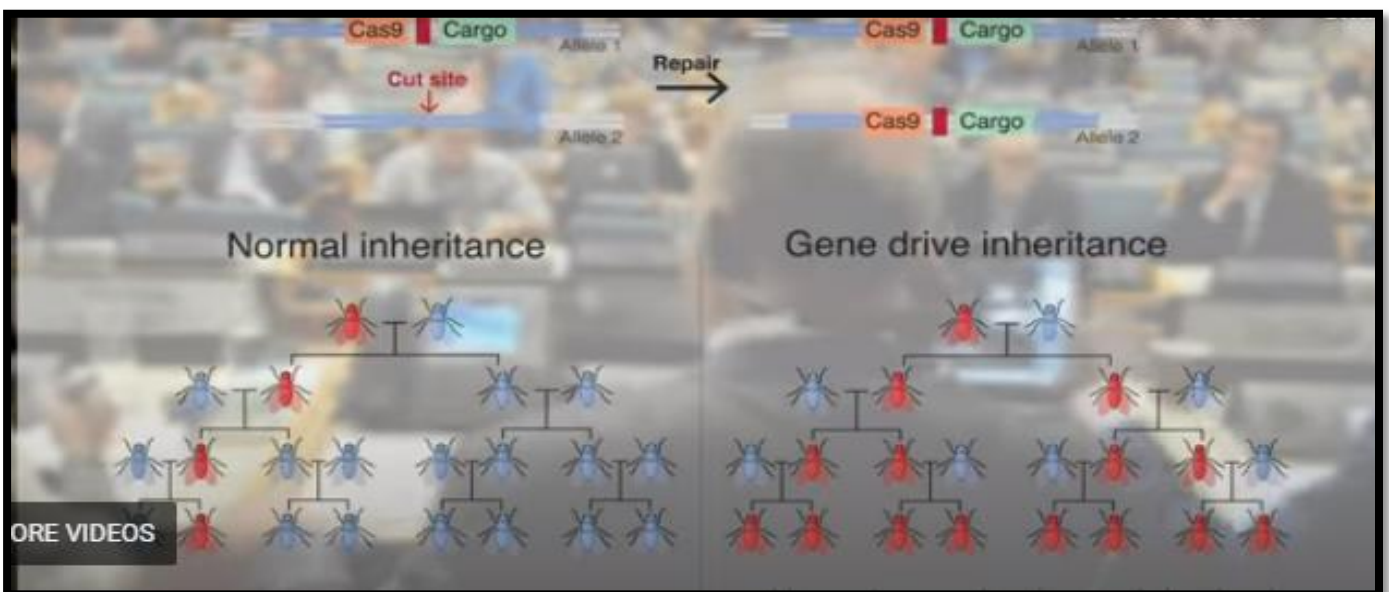 Cas9 Cargo Cas9 Cargo
Allele 1 Allele 1
Repair
Cut site
Cas9 Cargo
Allele 2 Allele 2
Normal inheritance Gene drive inheritance
ORE VIDEOS